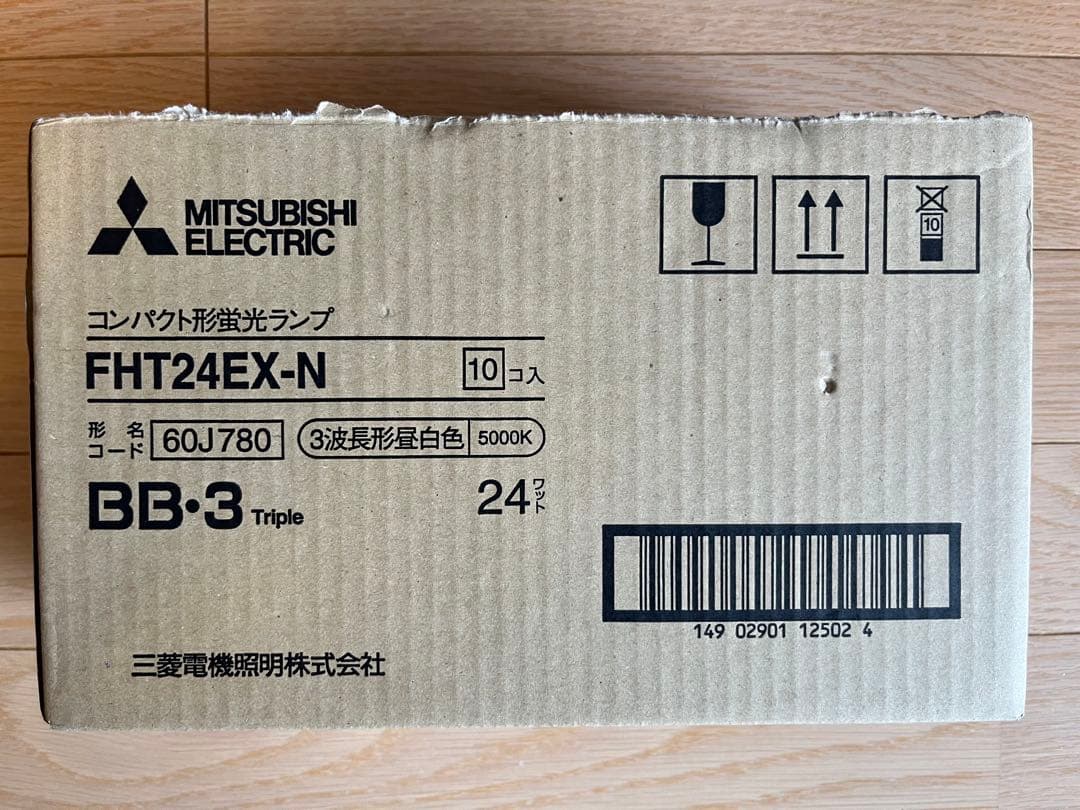 MITSUBISHI
ELECTRIC
10
コンパクト形蛍光ランプ
FHT24EX-N 10コ入
形名
コード 60J780 3波長形昼白色 5000K
BB•3 Triple 24ワット
149 02901 12502 4
三菱電機照明株式会社